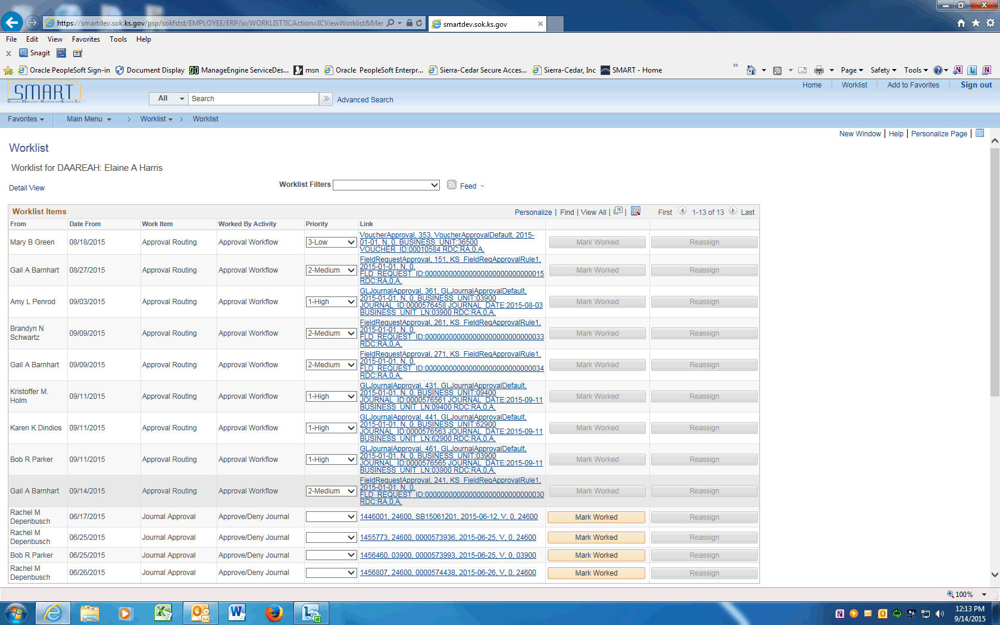 https://smartdev.sok.ks.gov/psp/sokfstst/EMPLOYEE/ERP/w/WORKLIST?ICAction=ICViewWorklist&Mer
smartdev.sok.ks.gov
File Edit View Favorites Tools Help
Snagit
Oracle PeopleSoft Sign-in Document Display ManageEngine ServiceDes... msn Oracle PeopleSoft Enterpr... Sierra-Cedar Secure Acces... Sierra-Cedar, Inc SMART - Home
Page Safety Tools
SMART
Home Worklist Add to Favorites Sign out
All Search Advanced Search
Favorites Main Menu > Worklist > Worklist
New Window | Help | Personalize Page |
Worklist
Worklist for DAAREAH: Elaine A Harris
Detail View
Worklist Filters Feed
Worklist Items Personalize | Find | View All | | First 1-13 of 13 Last
From Date From Work Item Worked By Activity Priority Link
Mary B Green 08/18/2015 Approval Routing Approval Workflow 3-Low
VoucherApproval, 353, VoucherApprovalDefault, 2015-
01-01, N, 0, BUSINESS_UNIT:36500
VOUCHER_ID:00010584 RDC:RA,0,A,
Mark Worked Reassign
Gail A Barnhart 08/27/2015 Approval Routing Approval Workflow 2-Medium
FieldRequestApproval, 151, KS_FieldReqApprovalRule1,
2015-01-01, N, 0,
FLD_REQUEST_ID:000000000000000000000000000015
RDC:RA,0,A,
Mark Worked Reassign
Amy L Penrod 09/03/2015 Approval Routing Approval Workflow 1-High
GLJournalApproval, 361, GLJournalApprovalDefault,
2015-01-01, N, 0, BUSINESS_UNIT:03900
JOURNAL_ID:0000576458 JOURNAL_DATE:2015-08-03
BUSINESS_UNIT_LN:03900 RDC:RA,0,A,
Mark Worked Reassign
Brandyn N
Schwartz
09/09/2015 Approval Routing Approval Workflow 2-Medium
FieldRequestApproval, 261, KS_FieldReqApprovalRule1,
2015-01-01, N, 0,
FLD_REQUEST_ID:000000000000000000000000000033
RDC:RA,0,A,
Mark Worked Reassign
Gail A Barnhart 09/09/2015 Approval Routing Approval Workflow 2-Medium
FieldRequestApproval, 271, KS_FieldReqApprovalRule1,
2015-01-01, N, 0,
FLD_REQUEST_ID:000000000000000000000000000034
RDC:RA,0,A,
Mark Worked Reassign
Kristoffer M.
Holm
09/11/2015 Approval Routing Approval Workflow 1-High
GLJournalApproval, 431, GLJournalApprovalDefault,
2015-01-01, N, 0, BUSINESS_UNIT:09400
JOURNAL_ID:0000576561 JOURNAL_DATE:2015-09-11
BUSINESS_UNIT_LN:09400 RDC:RA,0,A,
Mark Worked Reassign
Karen K Dindios 09/11/2015 Approval Routing Approval Workflow 1-High
GLJournalApproval, 441, GLJournalApprovalDefault,
2015-01-01, N, 0, BUSINESS_UNIT:62900
JOURNAL_ID:0000576563 JOURNAL_DATE:2015-09-11
BUSINESS_UNIT_LN:62900 RDC:RA,0,A,
Mark Worked Reassign
Bob R Parker 09/11/2015 Approval Routing Approval Workflow 1-High
GLJournalApproval, 461, GLJournalApprovalDefault,
2015-01-01, N, 0, BUSINESS_UNIT:03900
JOURNAL_ID:0000576565 JOURNAL_DATE:2015-09-11
BUSINESS_UNIT_LN:03900 RDC:RA,0,A,
Mark Worked Reassign
Gail A Barnhart 09/14/2015 Approval Routing Approval Workflow 2-Medium
FieldRequestApproval, 241, KS_FieldReqApprovalRule1,
2015-01-01, N, 0,
FLD_REQUEST_ID:000000000000000000000000000030
RDC:RA,0,A,
Mark Worked Reassign
Rachel M
Depenbusch
06/17/2015 Journal Approval Approve/Deny Journal 1446001, 24600, SB15061201, 2015-06-12, V, 0, 24600 Mark Worked Reassign
Rachel M
Depenbusch
06/25/2015 Journal Approval Approve/Deny Journal 1455773, 24600, 0000573936, 2015-06-25, V, 0, 24600 Mark Worked Reassign
Bob R Parker 06/25/2015 Journal Approval Approve/Deny Journal 1456460, 03900, 0000573993, 2015-06-25, V, 0, 03900 Mark Worked Reassign
Rachel M
Depenbusch
06/26/2015 Journal Approval Approve/Deny Journal 1456807, 24600, 0000574438, 2015-06-26, V, 0, 24600 Mark Worked Reassign
100%
12:13 PM
9/14/2015